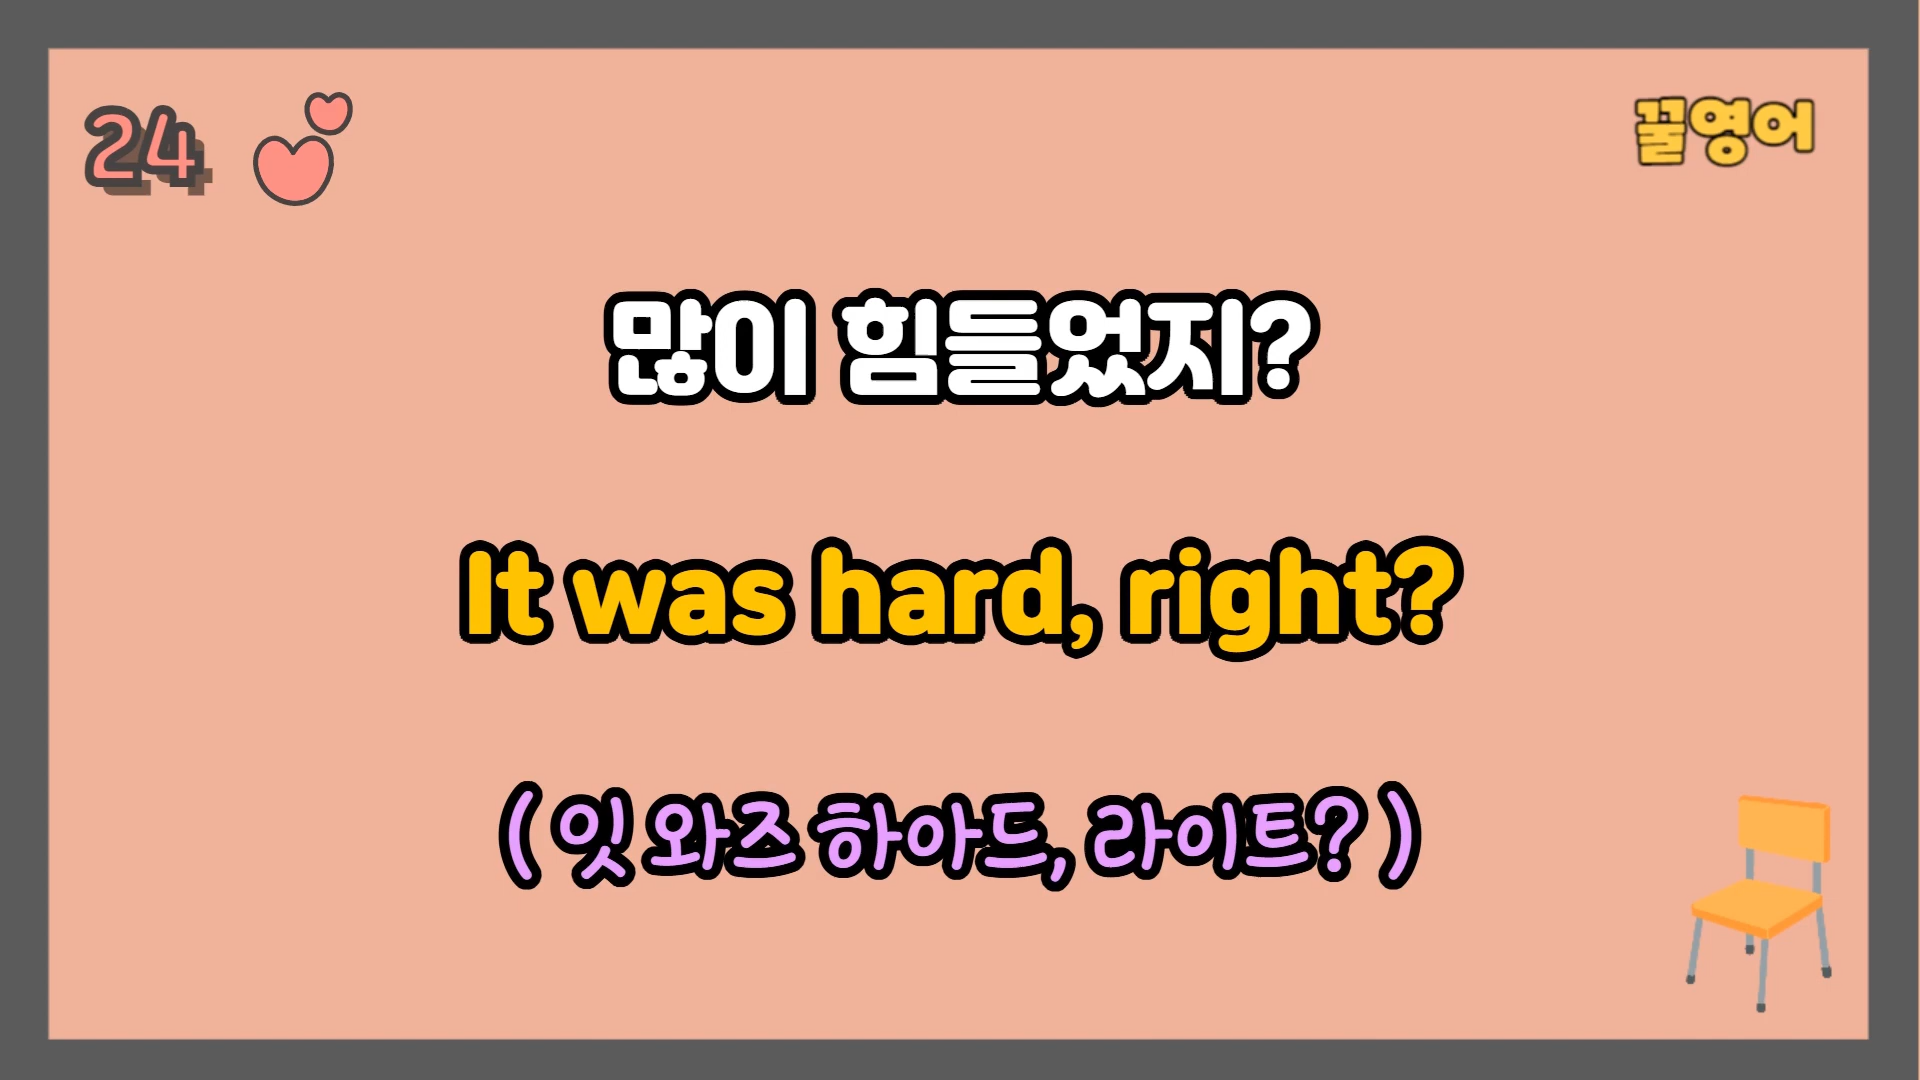 24
꿀영어
많이 힘들었지?
It was hard, right?
( 잇 와즈 하아드, 라이트? )